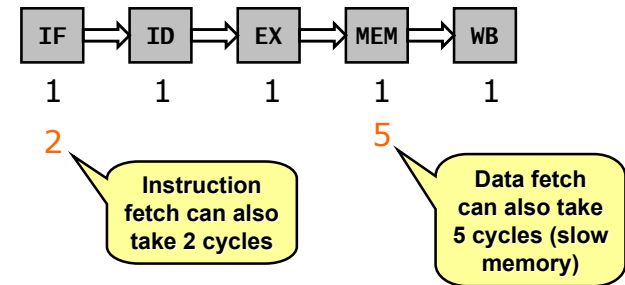 IF ID EX MEM WB
1 1 1 1 1
2 5
Instruction
fetch can also
take 2 cycles
Data fetch
can also take
5 cycles (slow
memory)